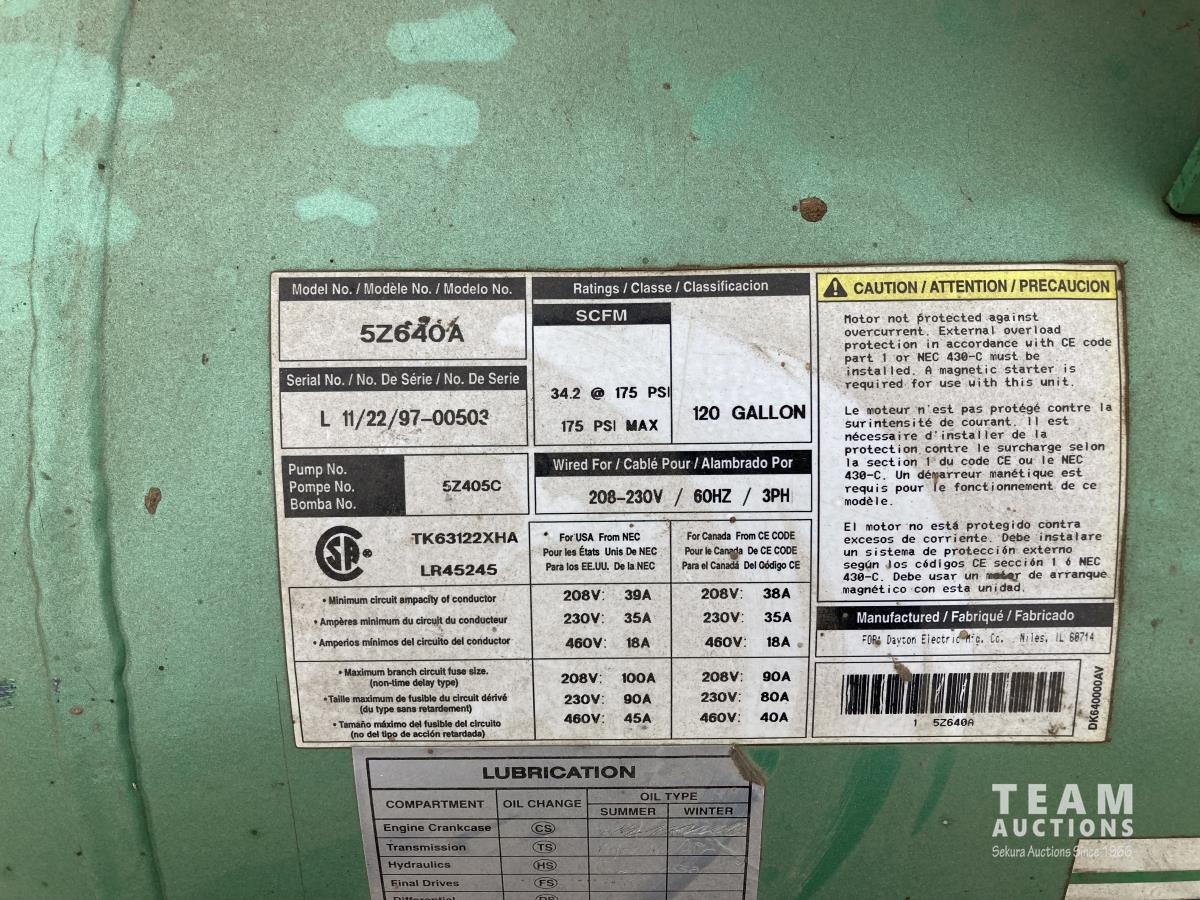 Model No. / Modèle No. / Modelo No.
5Z640A
Serial No. / No. De Série / No. De Serie
L 11/22/97-00503
Pump No.
Pompe No.
Bomba No.
5Z405C
CSA ®
TK63122XHA
LR45245
Ratings / Classe / Classificacion
SCFM
34.2 @ 175 PSI
175 PSI MAX
120 GALLON
Wired For / Cablé Pour / Alambrado Por
208-230V / 60HZ / 3PH
• For USA From NEC
Pour les États Unis De NEC
Para los EE.UU. De la NEC
For Canada From CE CODE
Pour le Canada De CE CODE
Para el Canadá Del Código CE
• Minimum circuit ampacity of conductor
• Ampères minimum du circuit du conducteur
• Amperios mínimos del circuito del conductor
208V: 39A
230V: 35A
460V: 18A
208V: 38A
230V: 35A
460V: 18A
• Maximum branch circuit fuse size.
(non-time delay type)
• Taille maximum de fusible du circuit dérivé
(du type sans retardement)
• Tamaño máximo del fusible del circuito
(no del tipo de acción retardada)
208V: 100A
230V: 90A
460V: 45A
208V: 90A
230V: 80A
460V: 40A
CAUTION / ATTENTION / PRECAUCION
Motor not protected against
overcurrent. External overload
protection in accordance with CE code
part 1 or NEC 430-C must be
installed. A magnetic starter is
required for use with this unit.
Le moteur n'est pas protégé contre la
surintensité de courant. Il est
nécessaire d'installer de la
protection contre le surcharge selon
la section 1 du code CE ou le NEC
430-C. Un démarreur manétique est
requis pour le fonctionnement de ce
modèle.
El motor no está protegido contra
excesos de corriente. Debe instalare
un sistema de protección externo
según los códigos CE sección 1 ó NEC
430-C. Debe usar un motor de arranque
magnético con esta unidad.
Manufactured / Fabriqué / Fabricado
FOR: Dayton Electric Mfg. Co. Niles, IL 60714
1 5Z640A
DK640000AV
LUBRICATION
COMPARTMENT OIL CHANGE OIL TYPE
SUMMER WINTER
Engine Crankcase CS
Transmission TS
Hydraulics HS
Final Drives FS
Differential DS
TEAM
AUCTIONS
Sekura Auctions Since 1966